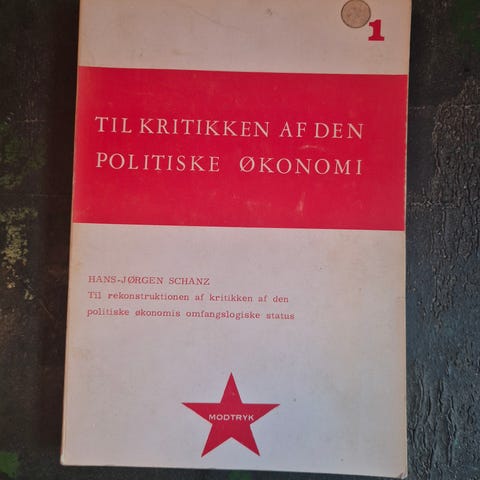 1
TIL KRITIKKEN AF DEN
POLITISKE ØKONOMI
HANS-JØRGEN SCHANZ
Til rekonstruktionen af kritikken af den
politiske økonomis omfangslogiske status
MODTRYK